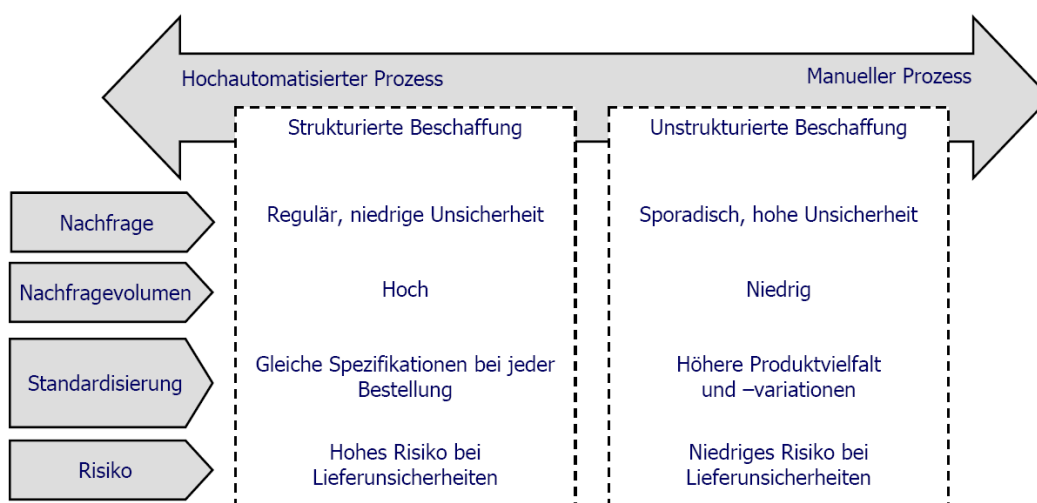 Hochautomatisierter Prozess
Manueller Prozess
Strukturierte Beschaffung
Unstrukturierte Beschaffung
Nachfrage
Regulär, niedrige Unsicherheit
Sporadisch, hohe Unsicherheit
Nachfragevolumen
Hoch
Niedrig
Standardisierung
Gleiche Spezifikationen bei jeder
Bestellung
Höhere Produktvielfalt
und –variationen
Risiko
Hohes Risiko bei
Lieferunsicherheiten
Niedriges Risiko bei
Lieferunsicherheiten